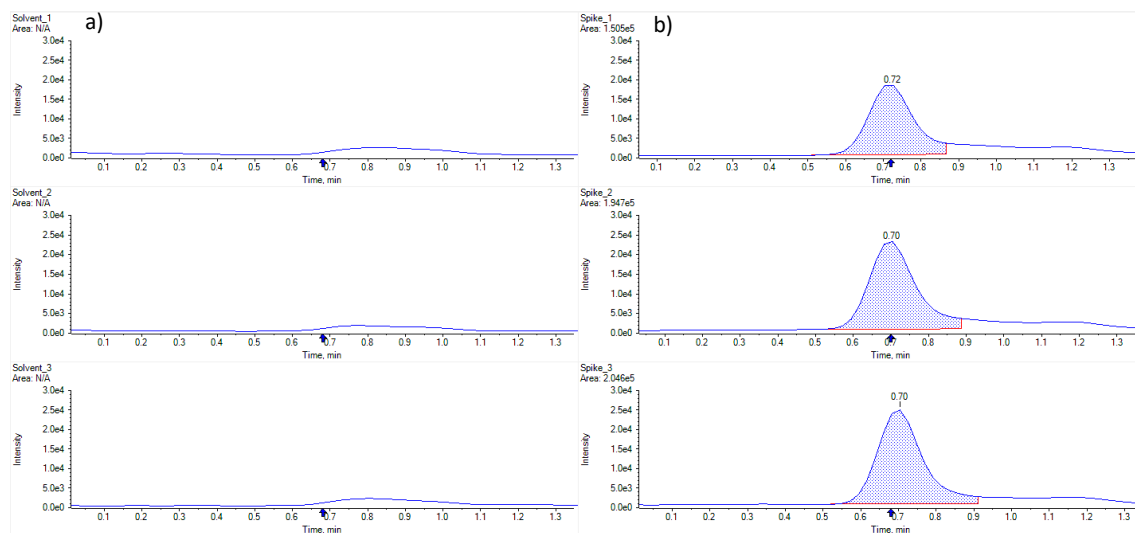 a)
Solvent_1
Area: N/A
Intensity
3.0e4
2.5e4
2.0e4
1.5e4
1.0e4
5.0e3
0.0e0
0.1 0.2 0.3 0.4 0.5 0.6 0.7 0.8 0.9 1.0 1.1 1.2 1.3
Time, min
Solvent_2
Area: N/A
Intensity
3.0e4
2.5e4
2.0e4
1.5e4
1.0e4
5.0e3
0.0e0
0.1 0.2 0.3 0.4 0.5 0.6 0.7 0.8 0.9 1.0 1.1 1.2 1.3
Time, min
Solvent_3
Area: N/A
Intensity
3.0e4
2.5e4
2.0e4
1.5e4
1.0e4
5.0e3
0.0e0
0.1 0.2 0.3 0.4 0.5 0.6 0.7 0.8 0.9 1.0 1.1 1.2 1.3
Time, min
b)
Spike_1
Area: 1.505e5
Intensity
3.0e4
2.5e4
2.0e4
1.5e4
1.0e4
5.0e3
0.0e0
0.72
0.1 0.2 0.3 0.4 0.5 0.6 0.7 0.8 0.9 1.0 1.1 1.2 1.3
Time, min
Spike_2
Area: 1.947e5
Intensity
3.0e4
2.5e4
2.0e4
1.5e4
1.0e4
5.0e3
0.0e0
0.70
0.1 0.2 0.3 0.4 0.5 0.6 0.7 0.8 0.9 1.0 1.1 1.2 1.3
Time, min
Spike_3
Area: 2.046e5
Intensity
3.0e4
2.5e4
2.0e4
1.5e4
1.0e4
5.0e3
0.0e0
0.70
0.1 0.2 0.3 0.4 0.5 0.6 0.7 0.8 0.9 1.0 1.1 1.2 1.3
Time, min